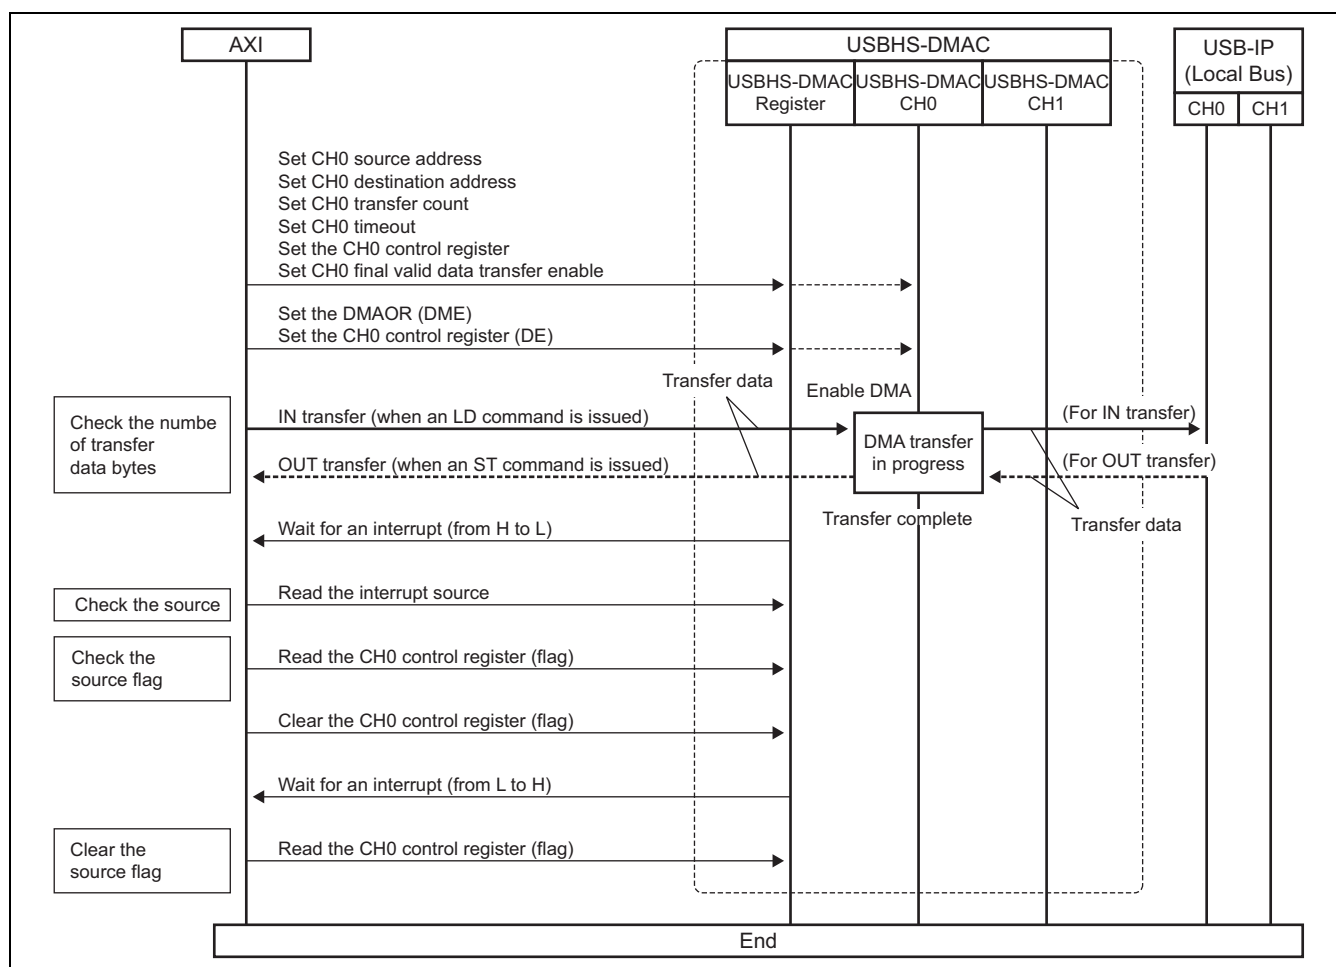 AXI
USBHS-DMAC
USB-IP
(Local Bus)
USBHS-DMAC
Register
USBHS-DMAC
CH0
USBHS-DMAC
CH1
CH0
CH1
Set CH0 source address
Set CH0 destination address
Set CH0 transfer count
Set CH0 timeout
Set the CH0 control register
Set CH0 final valid data transfer enable
Set the DMAOR (DME)
Set the CH0 control register (DE)
Transfer data
Enable DMA
Check the numbe
of transfer
data bytes
IN transfer (when an LD command is issued)
(For IN transfer)
DMA transfer
in progress
OUT transfer (when an ST command is issued)
(For OUT transfer)
Transfer complete
Transfer data
Wait for an interrupt (from H to L)
Check the source
Read the interrupt source
Check the
source flag
Read the CH0 control register (flag)
Clear the CH0 control register (flag)
Wait for an interrupt (from L to H)
Clear the
source flag
Read the CH0 control register (flag)
End